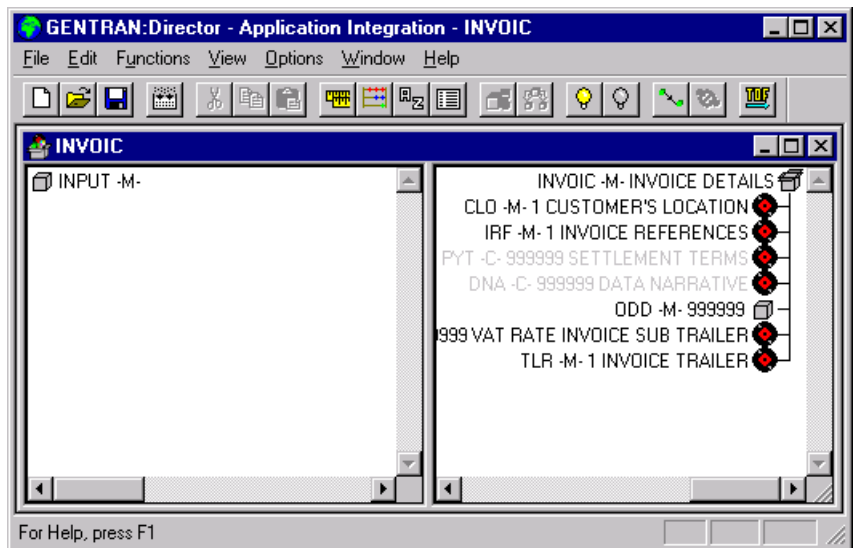 GENTRAN:Director - Application Integration - INVOIC
File Edit Functions View Options Window Help
TOF
INVOIC
INPUT -M-
INVOIC -M- INVOICE DETAILS
CLO -M- 1 CUSTOMER'S LOCATION
IRF -M- 1 INVOICE REFERENCES
PYT -C- 999999 SETTLEMENT TERMS
DNA -C- 999999 DATA NARRATIVE
ODD -M- 999999
999 VAT RATE INVOICE SUB TRAILER
TLR -M- 1 INVOICE TRAILER
For Help, press F1